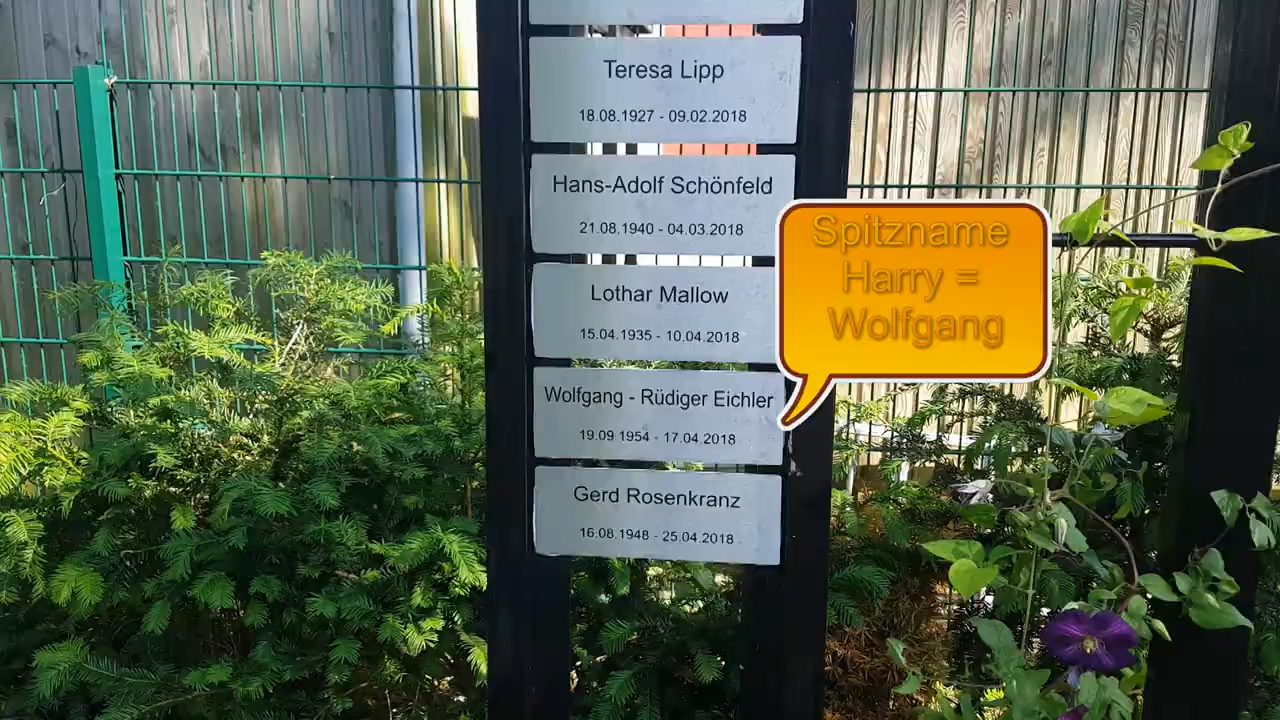 Teresa Lipp
18.08.1927 - 09.02.2018
Hans-Adolf Schönfeld
21.08.1940 - 04.03.2018
Lothar Mallow
15.04.1935 - 10.04.2018
Wolfgang - Rüdiger Eichler
19.09 1954 - 17.04.2018
Gerd Rosenkranz
16.08.1948 - 25.04.2018
Spitzname
Harry =
Wolfgang